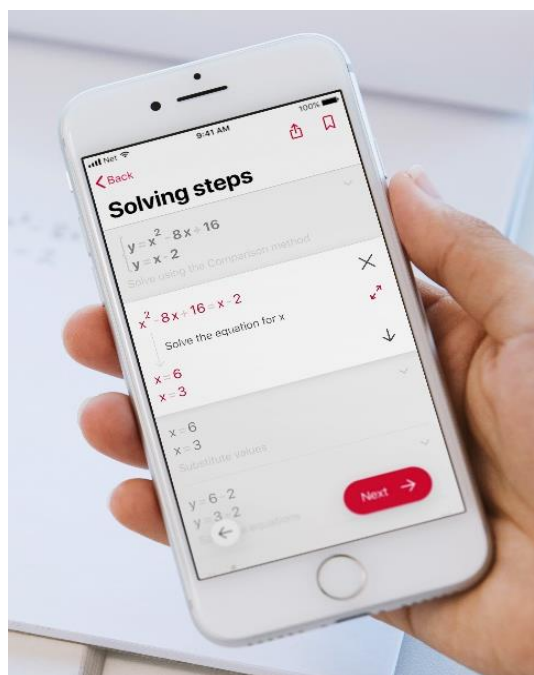 Net 9:41 AM 100%
Back
Solving steps
y = x² - 8x + 16
y = x - 2
Solve using the Comparison method
x² - 8x + 16 = x - 2
Solve the equation for x
x = 6
x = 3
x = 6
x = 3
Substitute values
y = 6 - 2
y = 3 - 2
equations
Next